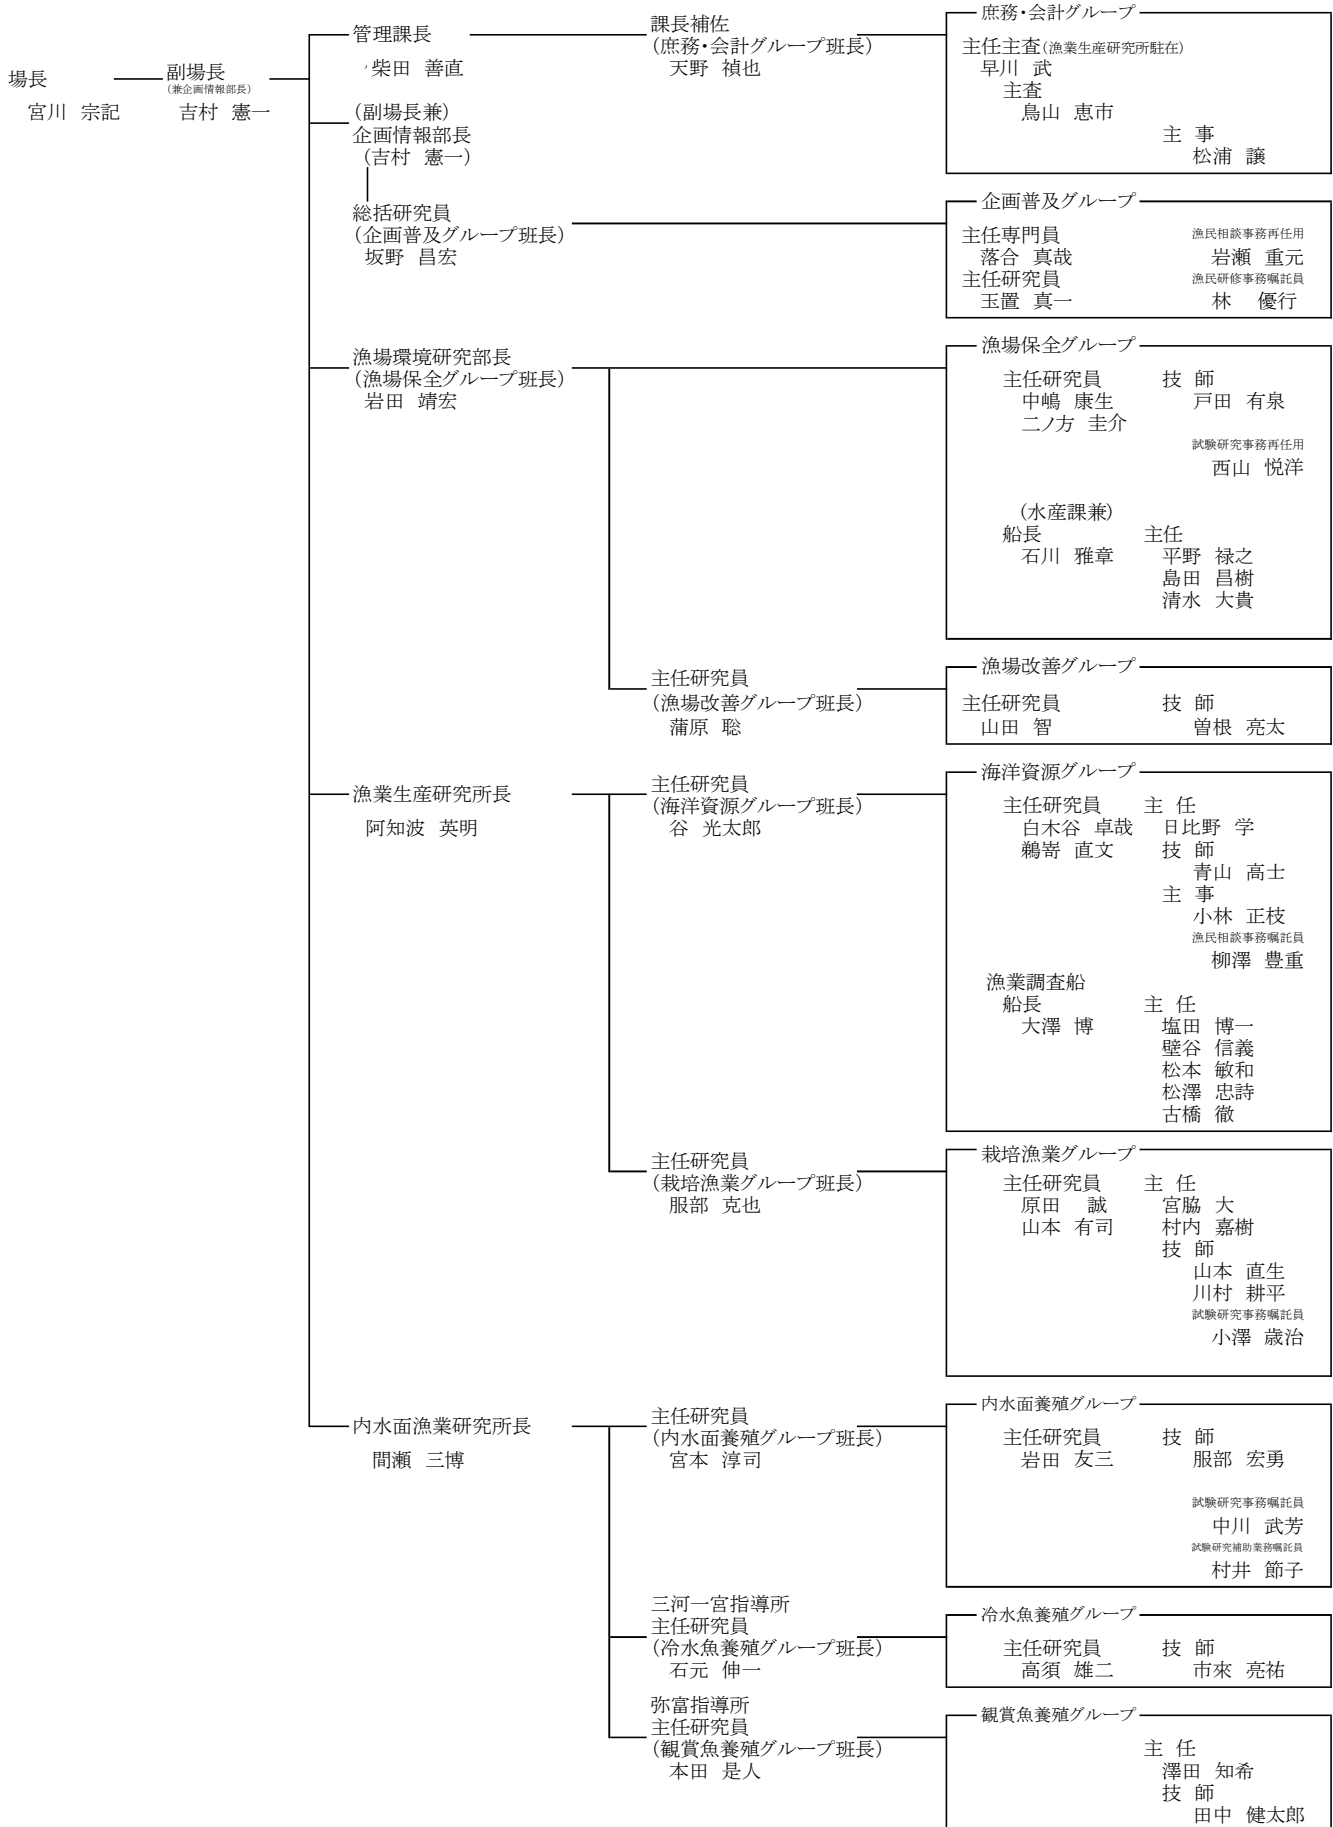 場長
宮川 宗記
副場長
(兼企画情報部長)
吉村 憲一
管理課長
柴田 善直
課長補佐
(庶務・会計グループ班長)
天野 禎也
庶務・会計グループ
主任主査(漁業生産研究所駐在)
早川 武
主査
鳥山 恵市
主 事
松浦 譲
(副場長兼)
企画情報部長
(吉村 憲一)
総括研究員
(企画普及グループ班長)
坂野 昌宏
企画普及グループ
主任専門員 漁民相談事務再任用
落合 真哉 岩瀬 重元
主任研究員 漁民研修事務嘱託員
玉置 真一 林 優行
漁場環境研究部長
(漁場保全グループ班長)
岩田 靖宏
漁場保全グループ
主任研究員 技 師
中嶋 康生 戸田 有泉
二ノ方 圭介
試験研究事務再任用
西山 悦洋
(水産課兼)
船長 主任
石川 雅章 平野 禄之
島田 昌樹
清水 大貴
主任研究員
(漁場改善グループ班長)
蒲原 聡
漁場改善グループ
主任研究員 技 師
山田 智 曽根 亮太
漁業生産研究所長
阿知波 英明
主任研究員
(海洋資源グループ班長)
谷 光太郎
海洋資源グループ
主任研究員 主 任
白木谷 卓哉 日比野 学
鵜嵜 直文 技 師
青山 高士
主 事
小林 正枝
漁民相談事務嘱託員
柳澤 豊重
漁業調査船
船長 主 任
大澤 博 塩田 博一
壁谷 信義
松本 敏和
松澤 忠詩
古橋 徹
主任研究員
(栽培漁業グループ班長)
服部 克也
栽培漁業グループ
主任研究員 主 任
原田 誠 宮脇 大
山本 有司 村内 嘉樹
技 師
山本 直生
川村 耕平
試験研究事務嘱託員
小澤 歳治
内水面漁業研究所長
間瀬 三博
主任研究員
(内水面養殖グループ班長)
宮本 淳司
内水面養殖グループ
主任研究員 技 師
岩田 友三 服部 宏勇
試験研究事務嘱託員
中川 武芳
試験研究補助業務嘱託員
村井 節子
三河一宮指導所
主任研究員
(冷水魚養殖グループ班長)
石元 伸一
冷水魚養殖グループ
主任研究員 技 師
高須 雄二 市來 亮祐
弥富指導所
主任研究員
(観賞魚養殖グループ班長)
本田 是人
観賞魚養殖グループ
主 任
澤田 知希
技 師
田中 健太郎